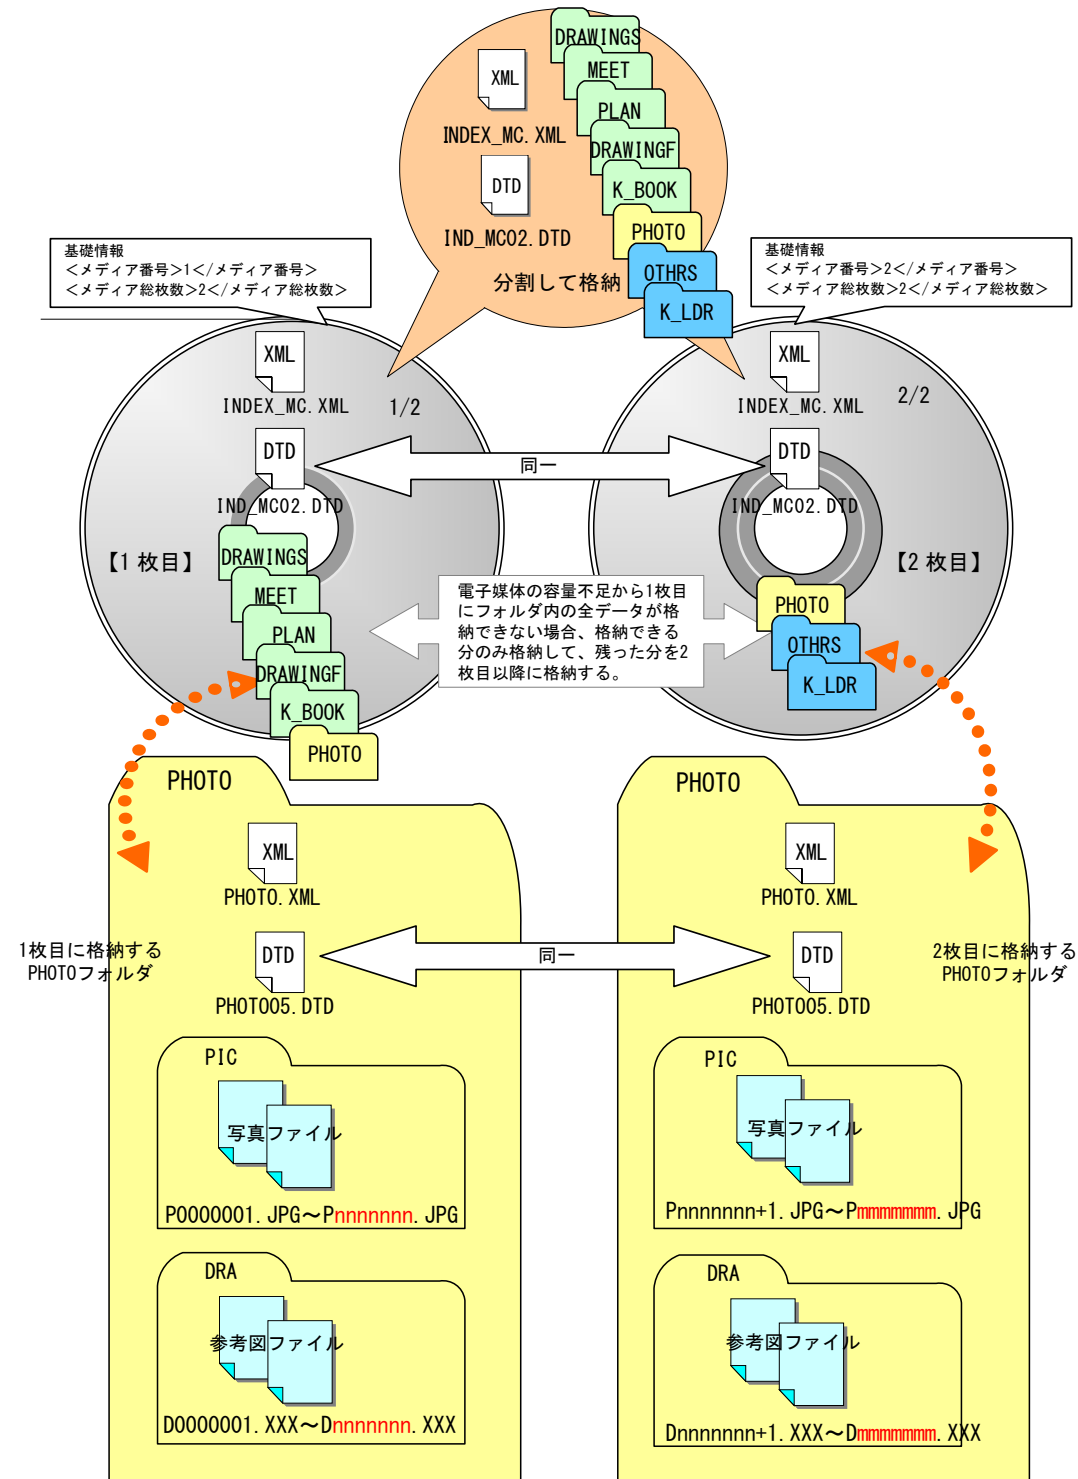 DRAWINGS
XML
MEET
PLAN
INDEX_MC.XML
DRAWINGF
DTD
K_BOOK
IND_MC02.DTD
PHOTO
分割して格納
OTHRS
K_LDR
基礎情報
<メディア番号>1</メディア番号>
<メディア総枚数>2</メディア総枚数>
基礎情報
<メディア番号>2</メディア番号>
<メディア総枚数>2</メディア総枚数>
XML
INDEX_MC.XML
1/2
DTD
IND_MC02.DTD
【1枚目】
DRAWINGS
MEET
PLAN
DRAWINGF
K_BOOK
PHOTO
同一
XML
INDEX_MC.XML
2/2
DTD
IND_MC02.DTD
【2枚目】
PHOTO
OTHRS
K_LDR
電子媒体の容量不足から1枚目
にフォルダ内の全データが格
納できない場合、格納できる
分のみ格納して、残った分を2
枚目以降に格納する。
PHOTO
XML
PHOTO.XML
1枚目に格納する
PHOTOフォルダ
DTD
PHOTO05.DTD
同一
PIC
写真ファイル
P0000001.JPG～Pnnnnnnn.JPG
DRA
参考図ファイル
D0000001.XXX～Dnnnnnnn.XXX
PHOTO
XML
PHOTO.XML
2枚目に格納する
PHOTOフォルダ
DTD
PHOTO05.DTD
PIC
写真ファイル
Pnnnnnnn+1.JPG～Pmmmmmmm.JPG
DRA
参考図ファイル
Dnnnnnnn+1.XXX～Dmmmmmmm.XXX